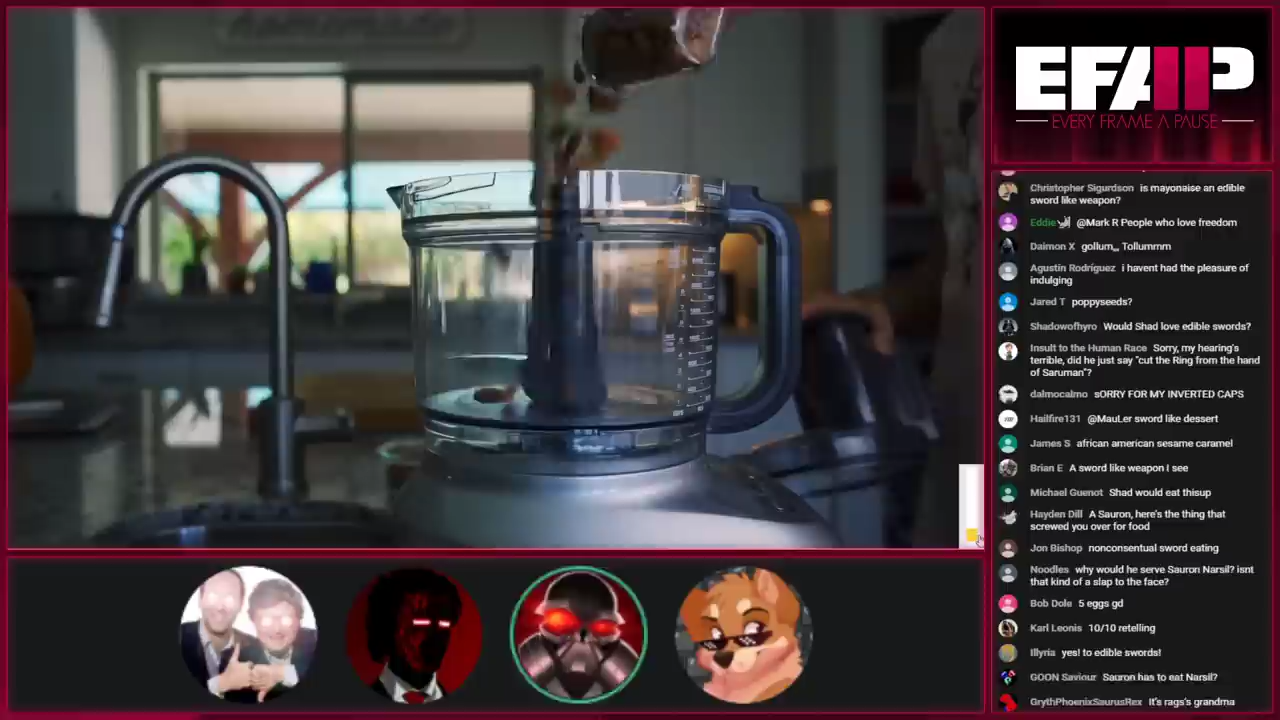 EFAP
EVERY FRAME A PAUSE
Christopher Sigurdson is mayonaise an edible
sword like weapon?
Eddie @Mark R People who love freedom
Daimon X gollum,,, Tollummm
Agustín Rodríguez i havent had the pleasure of
indulging
Jared T poppyseeds?
Shadowofhyro Would Shad love edible swords?
Insult to the Human Race Sorry, my hearing's
terrible, did he just say "cut the Ring from the hand
of Saruman"?
dalmocalmo sORRY FOR MY INVERTED CAPS
Hailfire131 @MauLer sword like dessert
James S african american sesame caramel
Brian E A sword like weapon I see
Michael Guenot Shad would eat thisup
Hayden Dill A Sauron, here's the thing that
screwed you over for food
Jon Bishop nonconsentual sword eating
Noodles why would he serve Sauron Narsil? isnt
that kind of a slap to the face?
Bob Dole 5 eggs gd
Karl Leonis 10/10 retelling
Illyria yes! to edible swords!
GOON Saviour Sauron has to eat Narsil?
GrythPhoenixSaurusRex It's rags's grandma